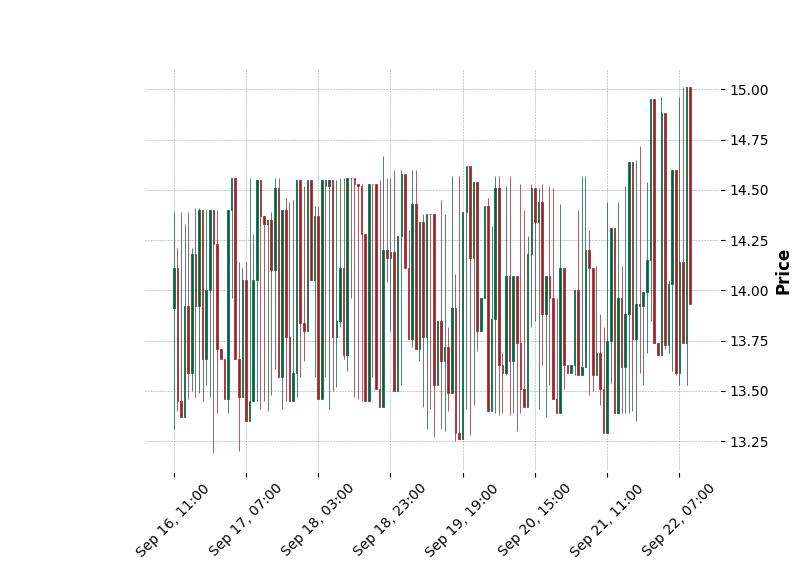 15.00
14.75
14.50
14.25
14.00
13.75
13.50
13.25
Price
Sep 16, 11:00
Sep 17, 07:00
Sep 18, 03:00
Sep 18, 23:00
Sep 19, 19:00
Sep 20, 15:00
Sep 21, 11:00
Sep 22, 07:00